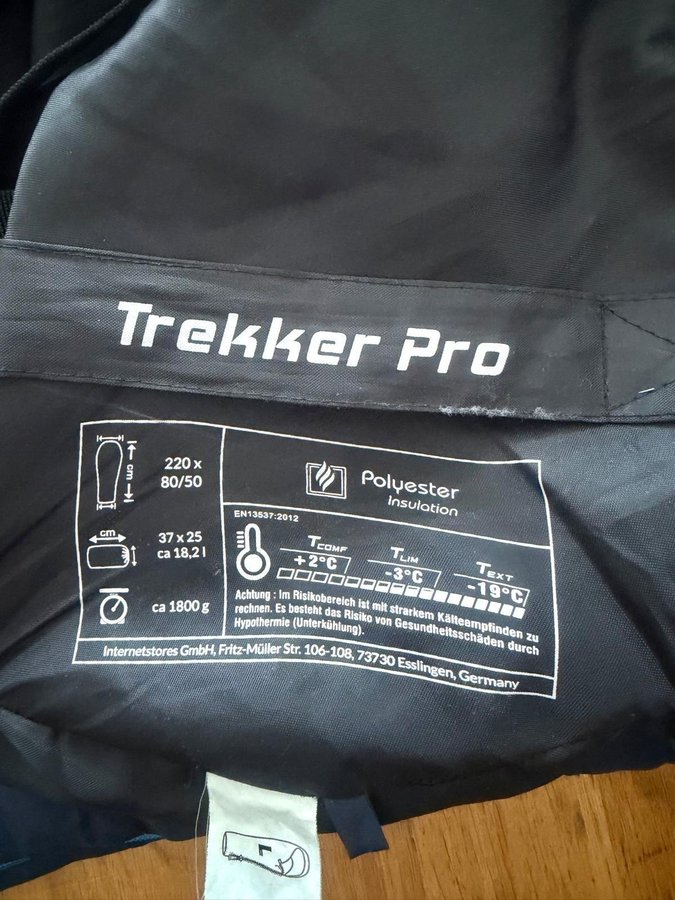 Trekker Pro
220 x
80/50
cm
cm
37 x 25
ca 18,2 l
ca 1800 g
Polyester
Insulation
EN13537:2012
TCOMF
+2°C
TLIM
-3°C
TEXT
-19°C
Achtung : Im Risikobereich ist mit strarkem Kälteempfinden zu
rechnen. Es besteht das Risiko von Gesundheitsschäden durch
Hypothermie (Unterkühlung).
Internetstores GmbH, Fritz-Müller Str. 106-108, 73730 Esslingen, Germany
L